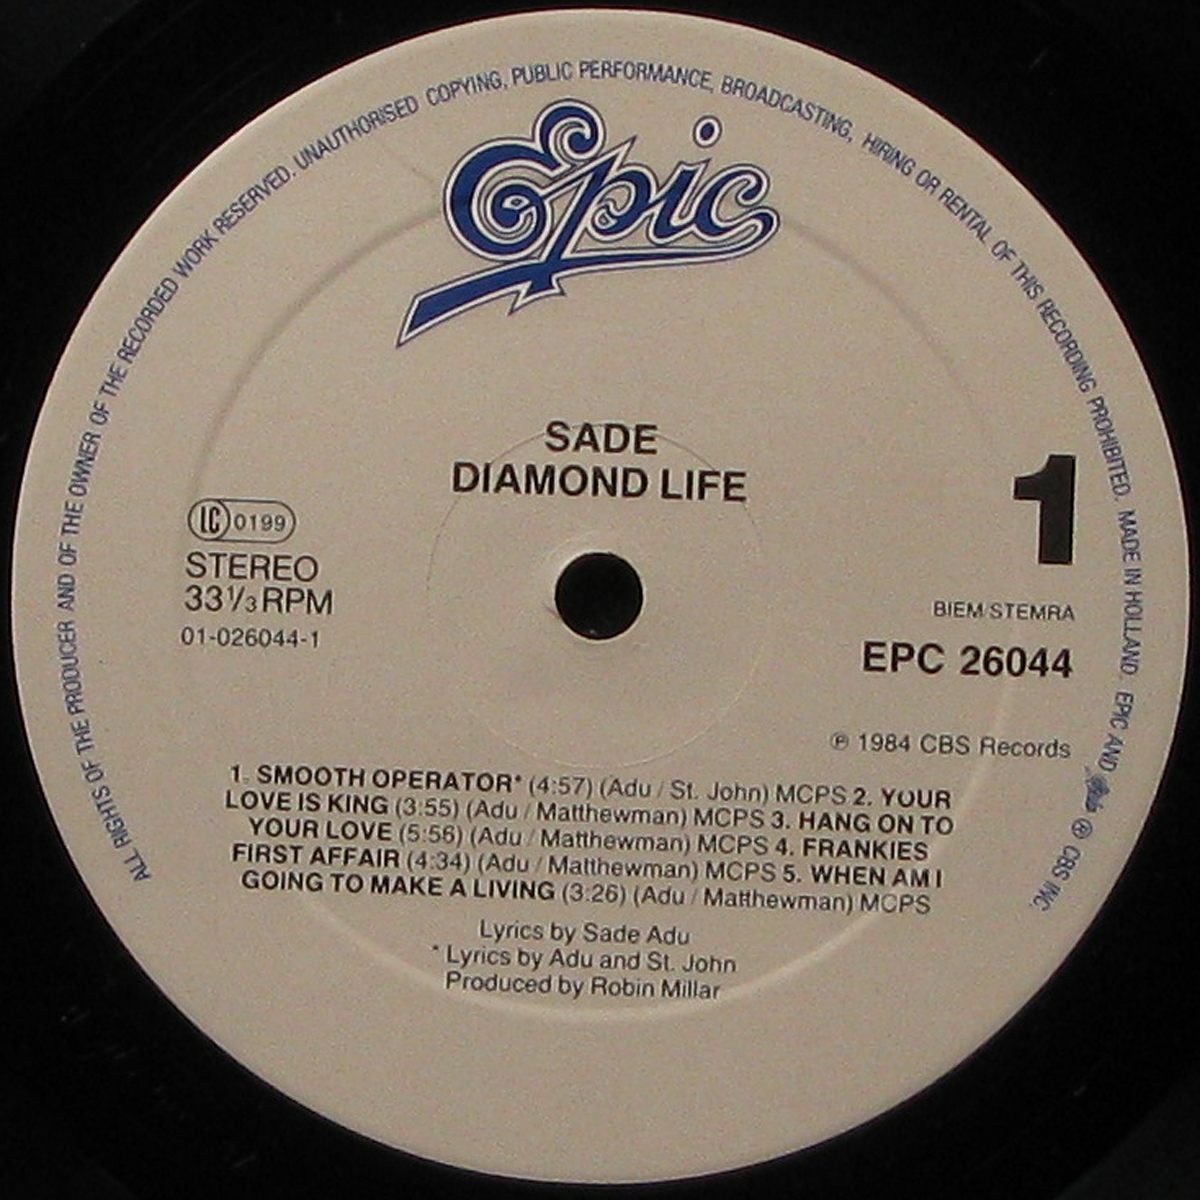 ALL RIGHTS OF THE PRODUCER AND OF THE OWNER OF THE RECORDED WORK RESERVED. UNAUTHORISED COPYING, PUBLIC PERFORMANCE, BROADCASTING, HIRING OR RENTAL OF THIS RECORDING PROHIBITED. MADE IN HOLLAND. EPIC AND Epic ® CBS INC.
Epic
SADE
DIAMOND LIFE
1
LC 0199
STEREO
33 1/3 RPM
01-026044-1
BIEM/STEMRA
EPC 26044
℗ 1984 CBS Records
1. SMOOTH OPERATOR* (4:57) (Adu / St. John) MCPS 2. YOUR
LOVE IS KING (3:55) (Adu / Matthewman) MCPS 3. HANG ON TO
YOUR LOVE (5:56) (Adu / Matthewman) MCPS 4. FRANKIES
FIRST AFFAIR (4:34) (Adu / Matthewman) MCPS 5. WHEN AM I
GOING TO MAKE A LIVING (3:26) (Adu / Matthewman) MCPS
Lyrics by Sade Adu
* Lyrics by Adu and St. John
Produced by Robin Millar